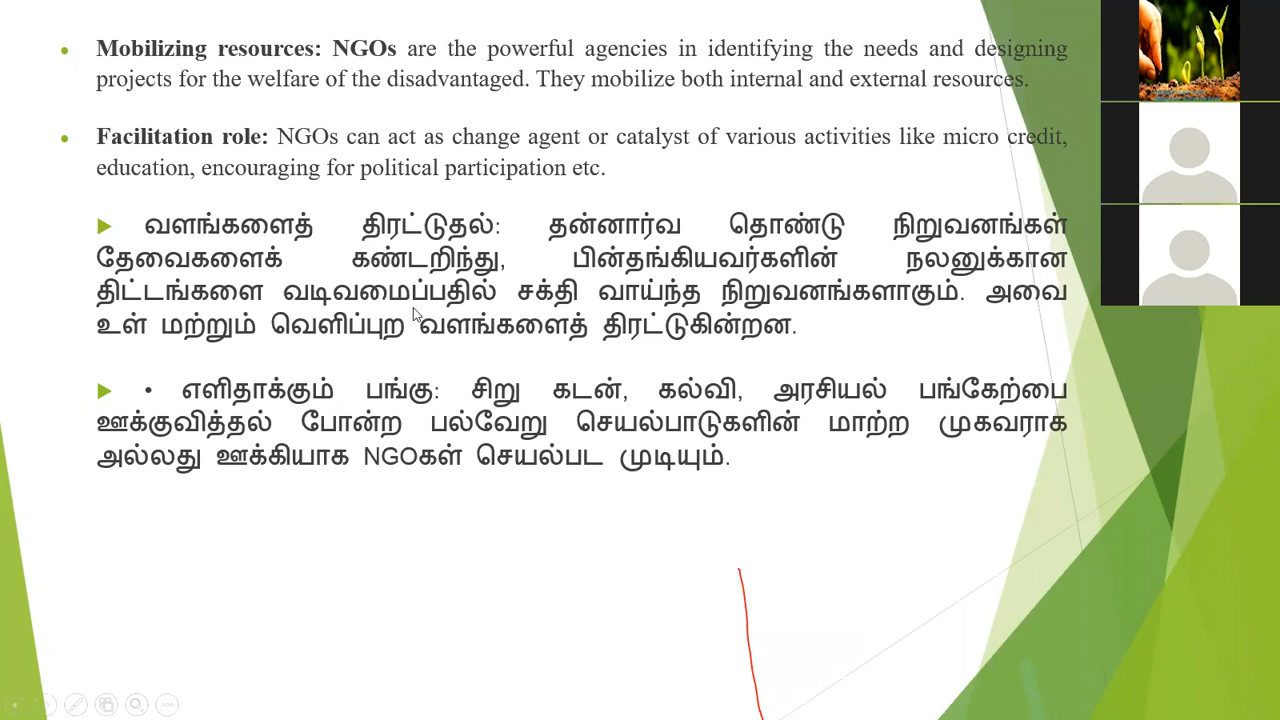 • Mobilizing resources: NGOs are the powerful agencies in identifying the needs and designing
projects for the welfare of the disadvantaged. They mobilize both internal and external resources.
• Facilitation role: NGOs can act as change agent or catalyst of various activities like micro credit,
education, encouraging for political participation etc.
வளங்களைத் திரட்டுதல்: தன்னார்வ தொண்டு நிறுவனங்கள்
தேவைகளைக் கண்டறிந்து, பின்தங்கியவர்களின் நலனுக்கான
திட்டங்களை வடிவமைப்பதில் சக்தி வாய்ந்த நிறுவனங்களாகும். அவை
உள் மற்றும் வெளிப்புற வளங்களைத் திரட்டுகின்றன.
• எளிதாக்கும் பங்கு: சிறு கடன், கல்வி, அரசியல் பங்கேற்பை
ஊக்குவித்தல் போன்ற பல்வேறு செயல்பாடுகளின் மாற்ற முகவராக
அல்லது ஊக்கியாக NGOகள் செயல்பட முடியும்.